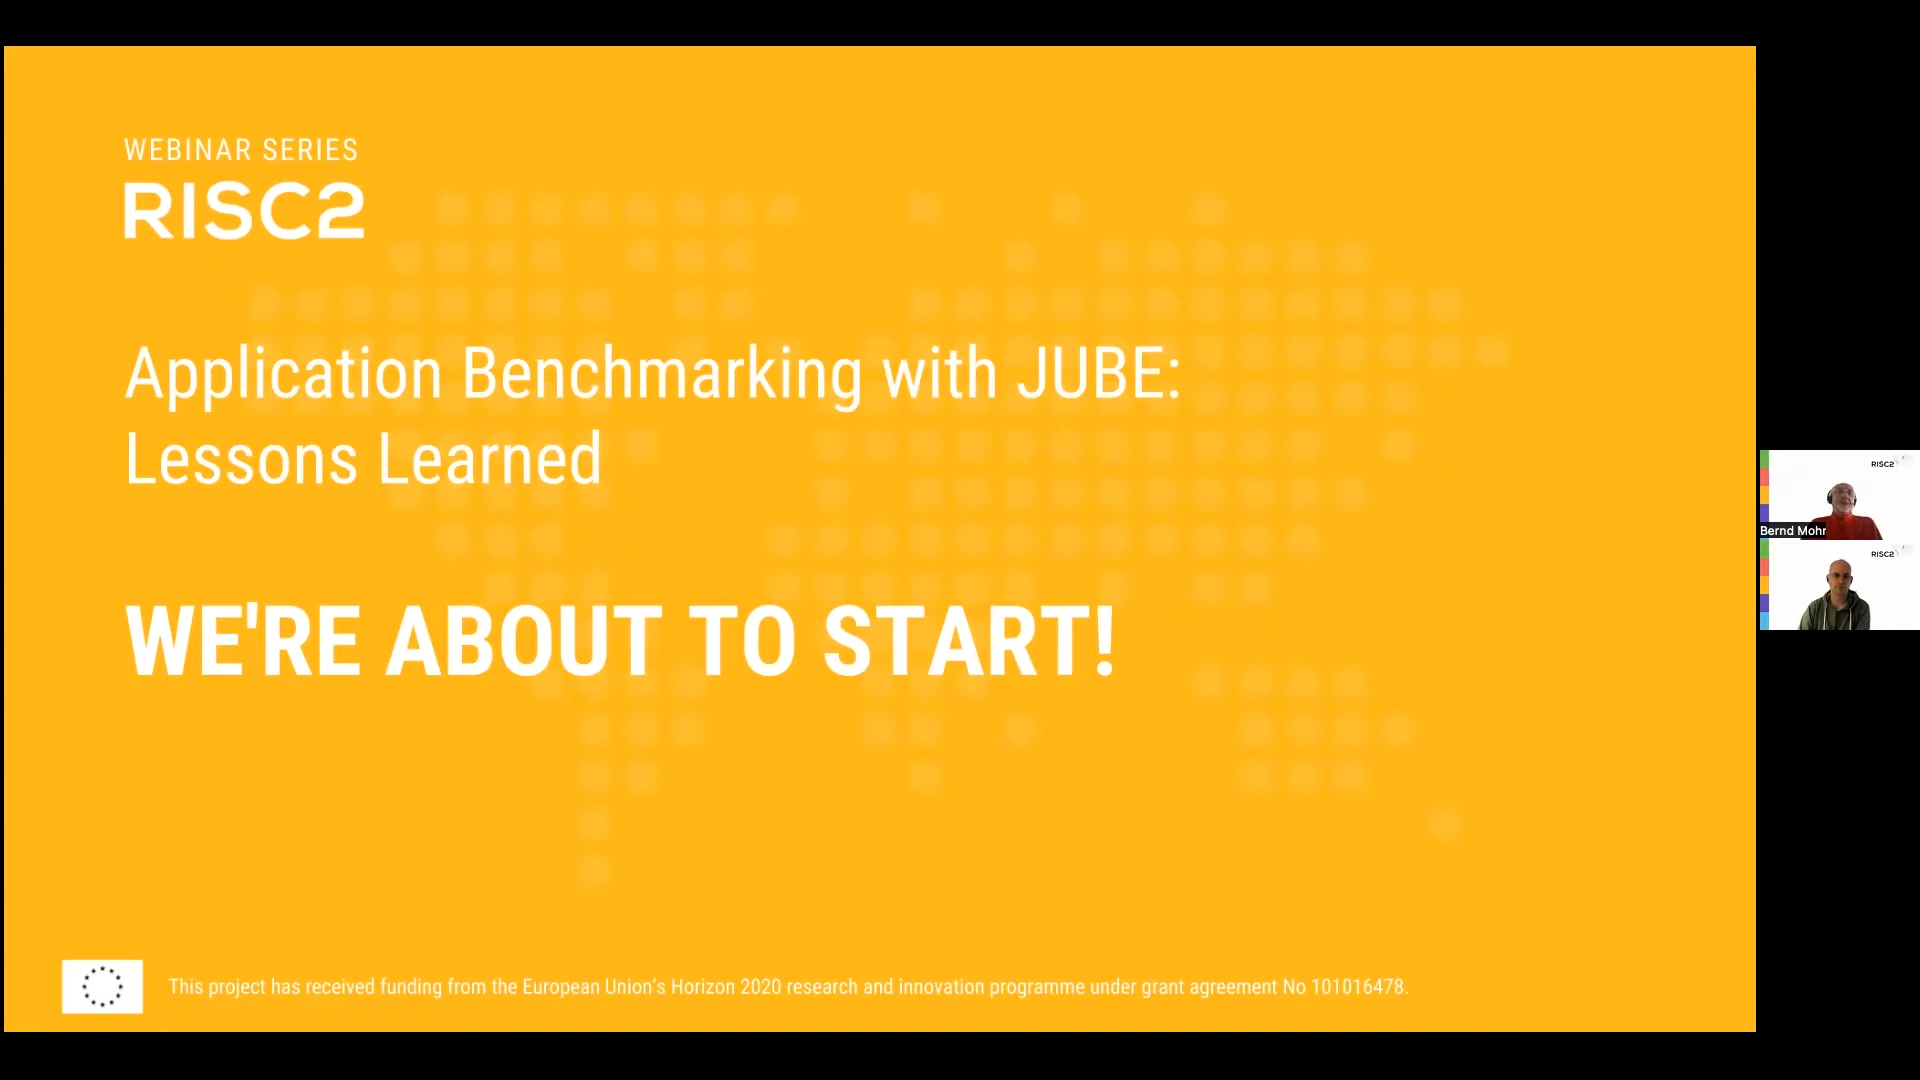 WEBINAR SERIES
RISC2
Application Benchmarking with JUBE:
Lessons Learned
WE'RE ABOUT TO START!
This project has received funding from the European Union's Horizon 2020 research and innovation programme under grant agreement No 101016478.
RISC2
Bernd Mohr
RISC2